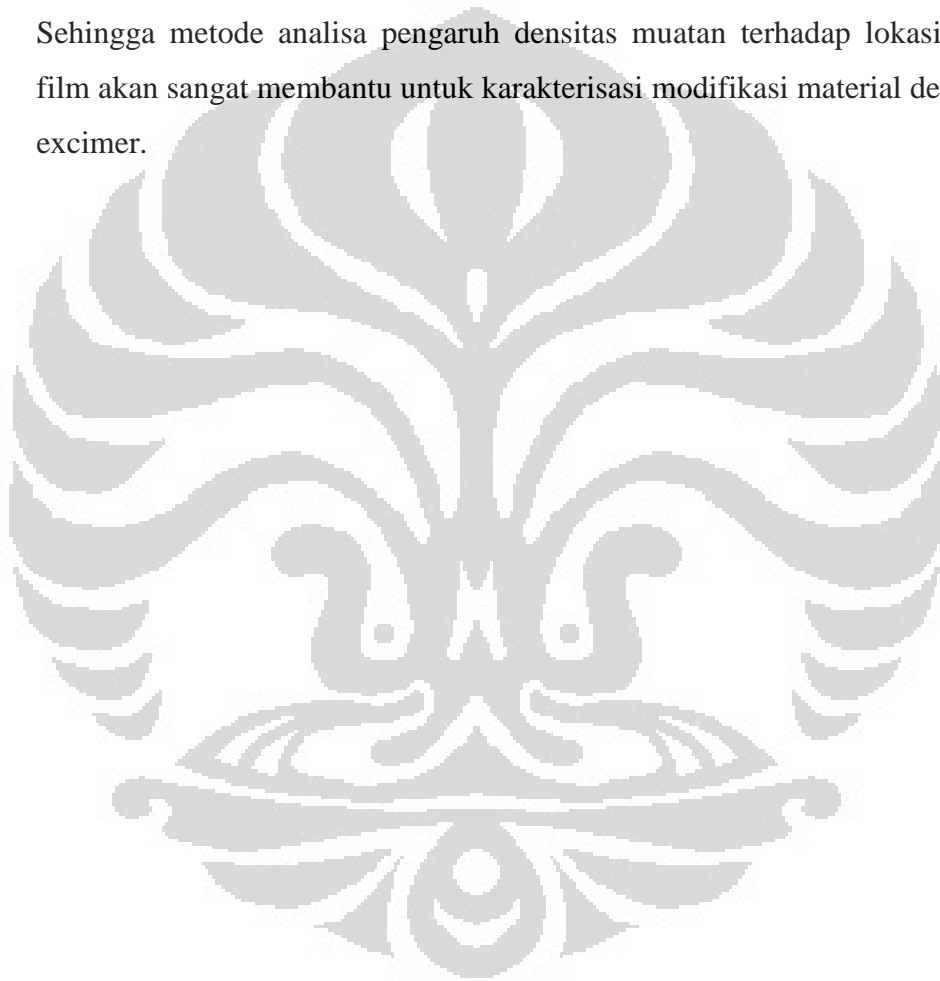 Sehingga metode analisa pengaruh densitas muatan terhadap lokasi
film akan sangat membantu untuk karakterisasi modifikasi material de
excimer.